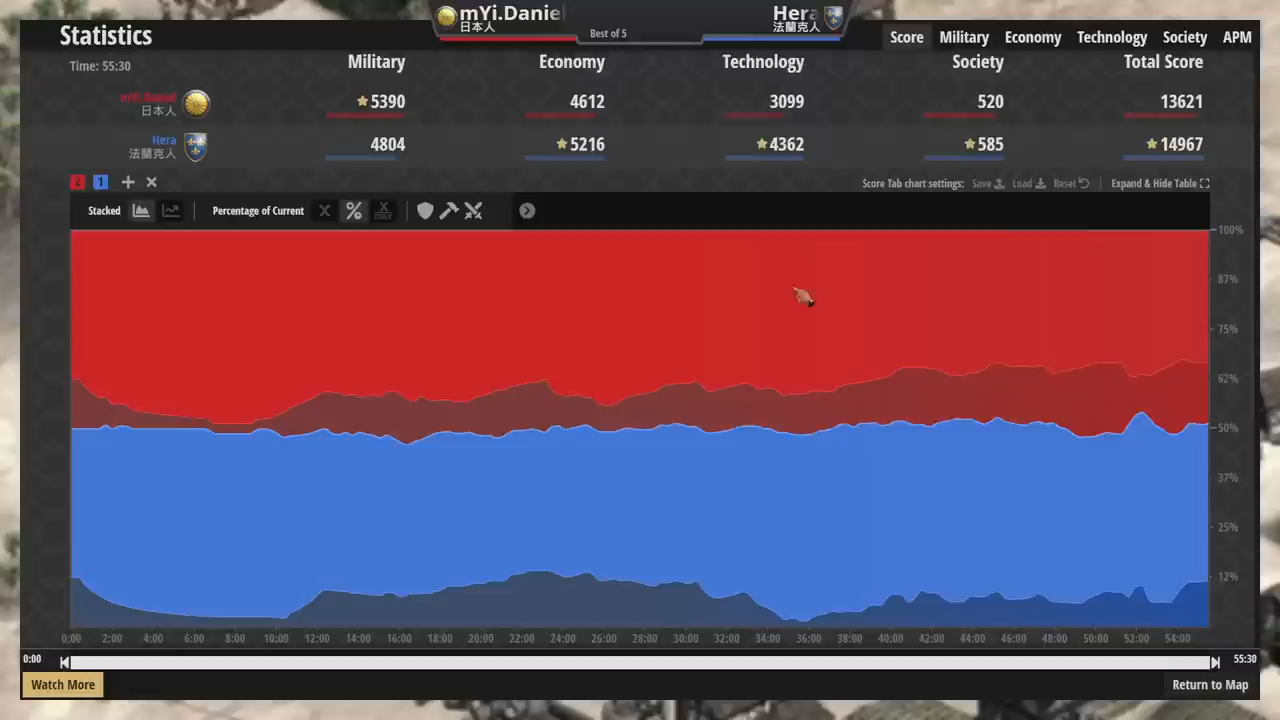 mYi.Daniel
日本人
Best of 5
Hera
法蘭克人
Statistics
Score Military Economy Technology Society APM
Time: 55:30
Military Economy Technology Society Total Score
mYi.Daniel
日本人
5390 4612 3099 520 13621
Hera
法蘭克人
4804 5216 4362 585 14967
2 1
Score Tab chart settings: Save Load Reset Expand & Hide Table
Stacked Percentage of Current
100%
87%
75%
62%
50%
37%
25%
12%
0:00 2:00 4:00 6:00 8:00 10:00 12:00 14:00 16:00 18:00 20:00 22:00 24:00 26:00 28:00 30:00 32:00 34:00 36:00 38:00 40:00 42:00 44:00 46:00 48:00 50:00 52:00 54:00
0:00 55:30
Watch More Return to Map